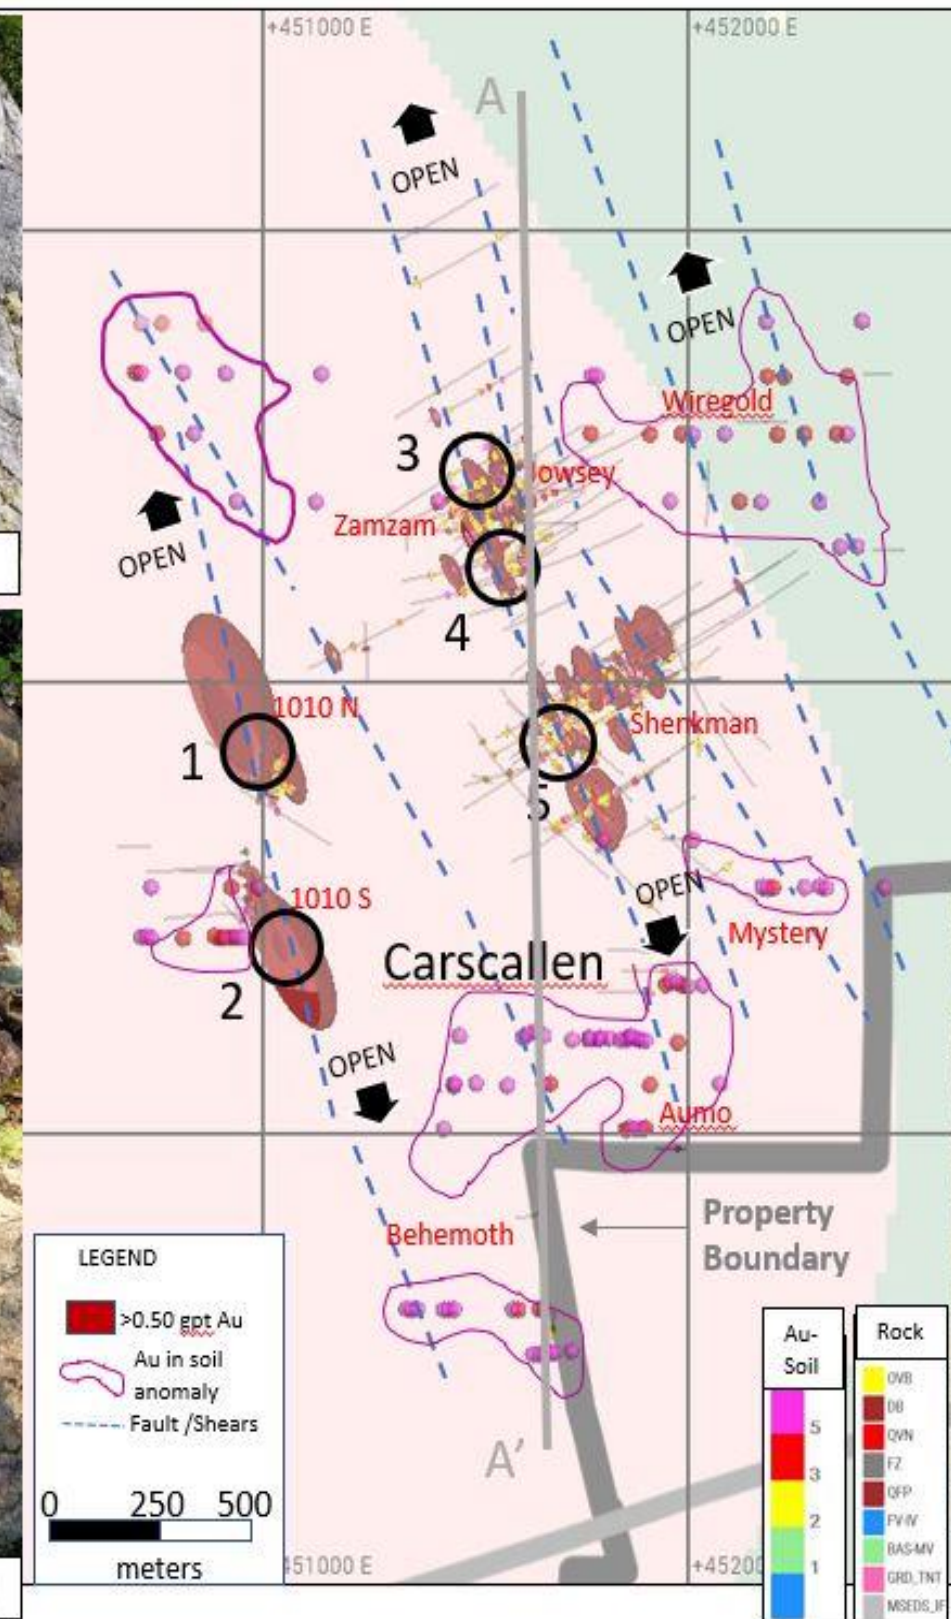 +451000 E
+452000 E
A
OPEN
OPEN
Wiregold
3
Jowsey
Zamzam
OPEN
4
1010 N
Shenkman
1
5
OPEN
1010 S
Mystery
Carscallen
2
OPEN
Aumo
Property
Boundary
Behemoth
LEGEND
>0.50 gpt Au
Au in soil
anomaly
Fault /Shears
0 250 500
meters
A’
451000 E
+4520
Au-
Soil
5
3
2
1
Rock
OVB
DB
QVN
FZ
QFP
FV-IV
BAS-MV
GRD_TNT
MSEDS_IF